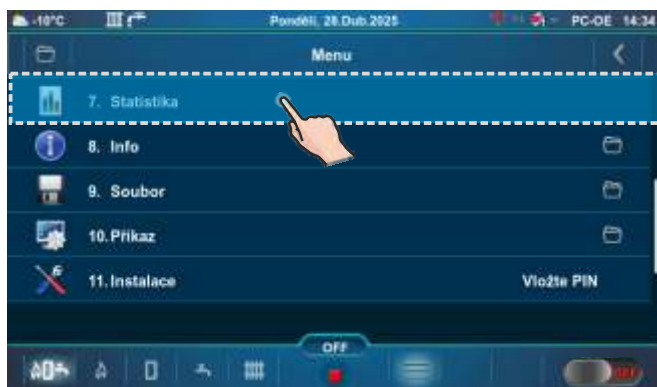 -10°C Pondělí, 28.Dub.2025 PC-OE 14:34
Menu
7. Statistika
8. Info
9. Soubor
10. Příkaz
11. Instalace Vložte PIN
OFF
OFF